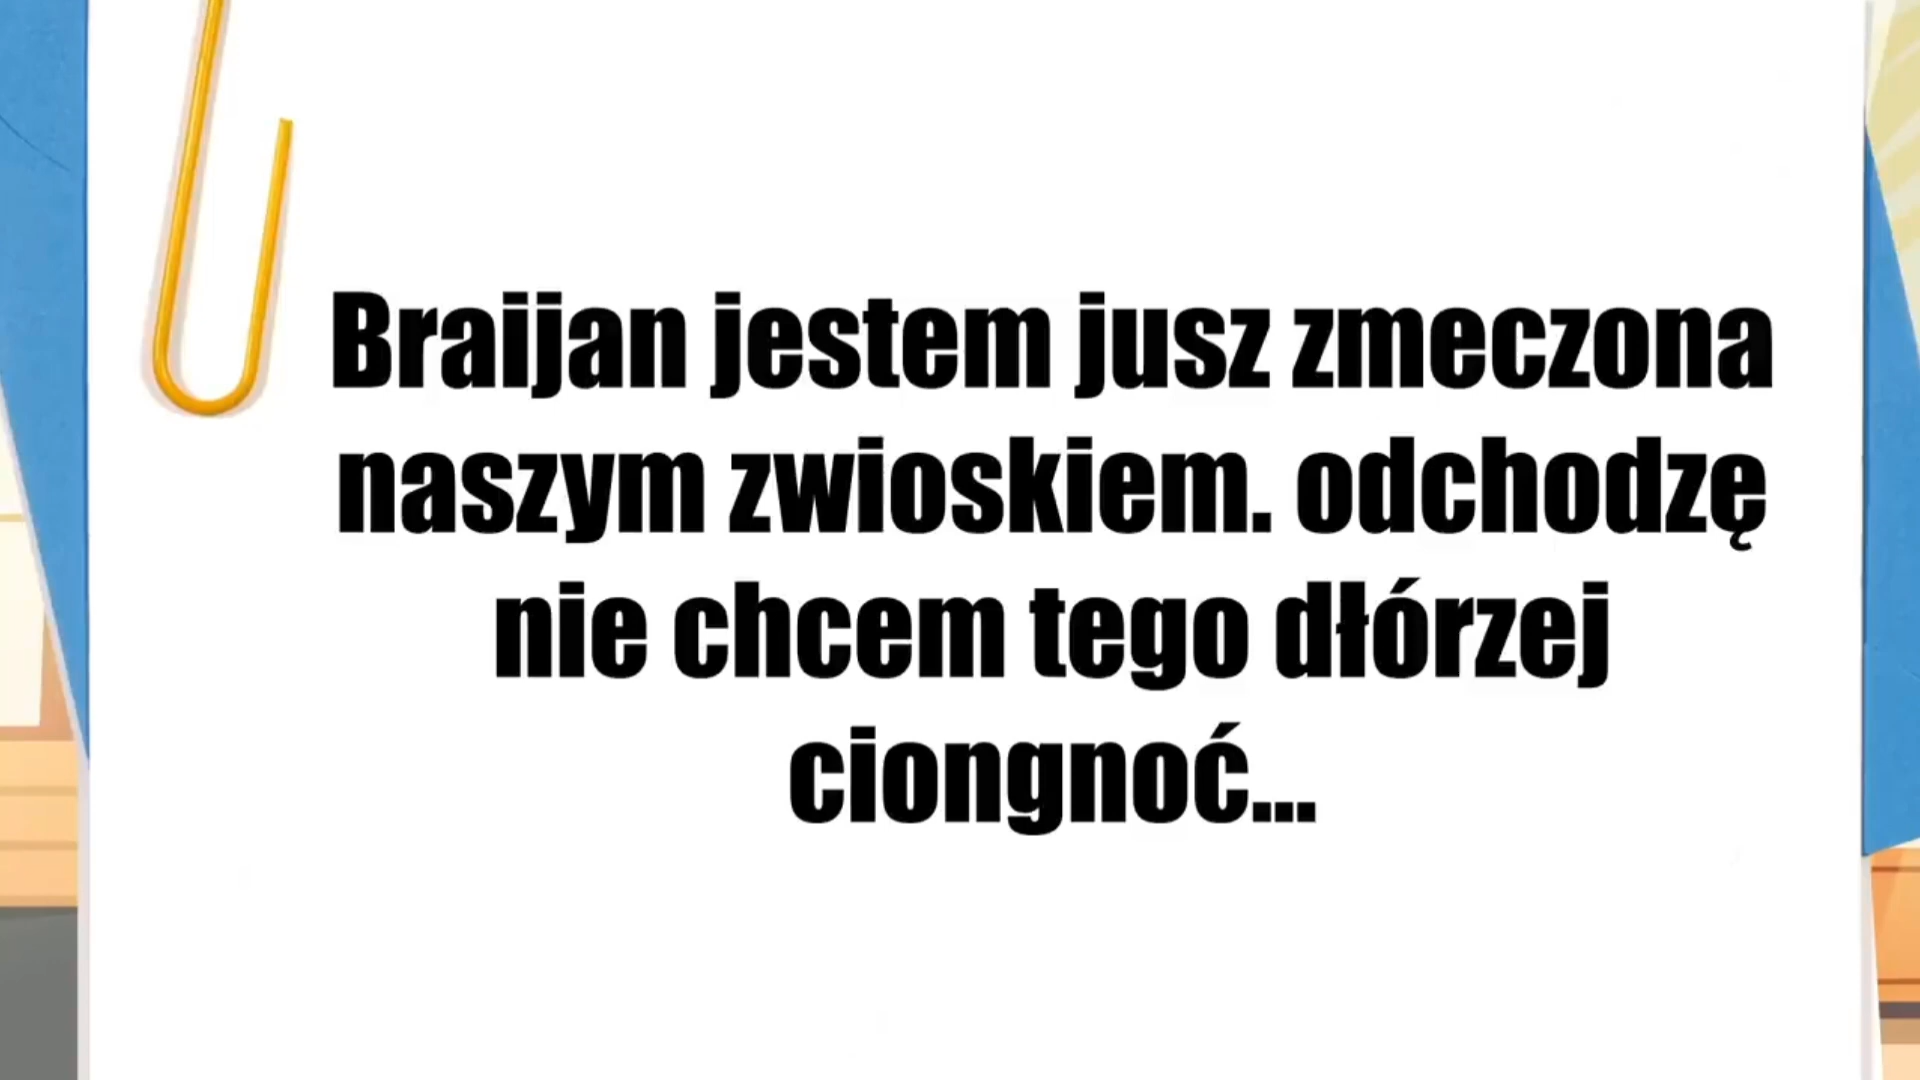 Braijan jestem jusz zmeczona
naszym zwioskiem. odchodzę
nie chcem tego dłórzej
ciongnoć...